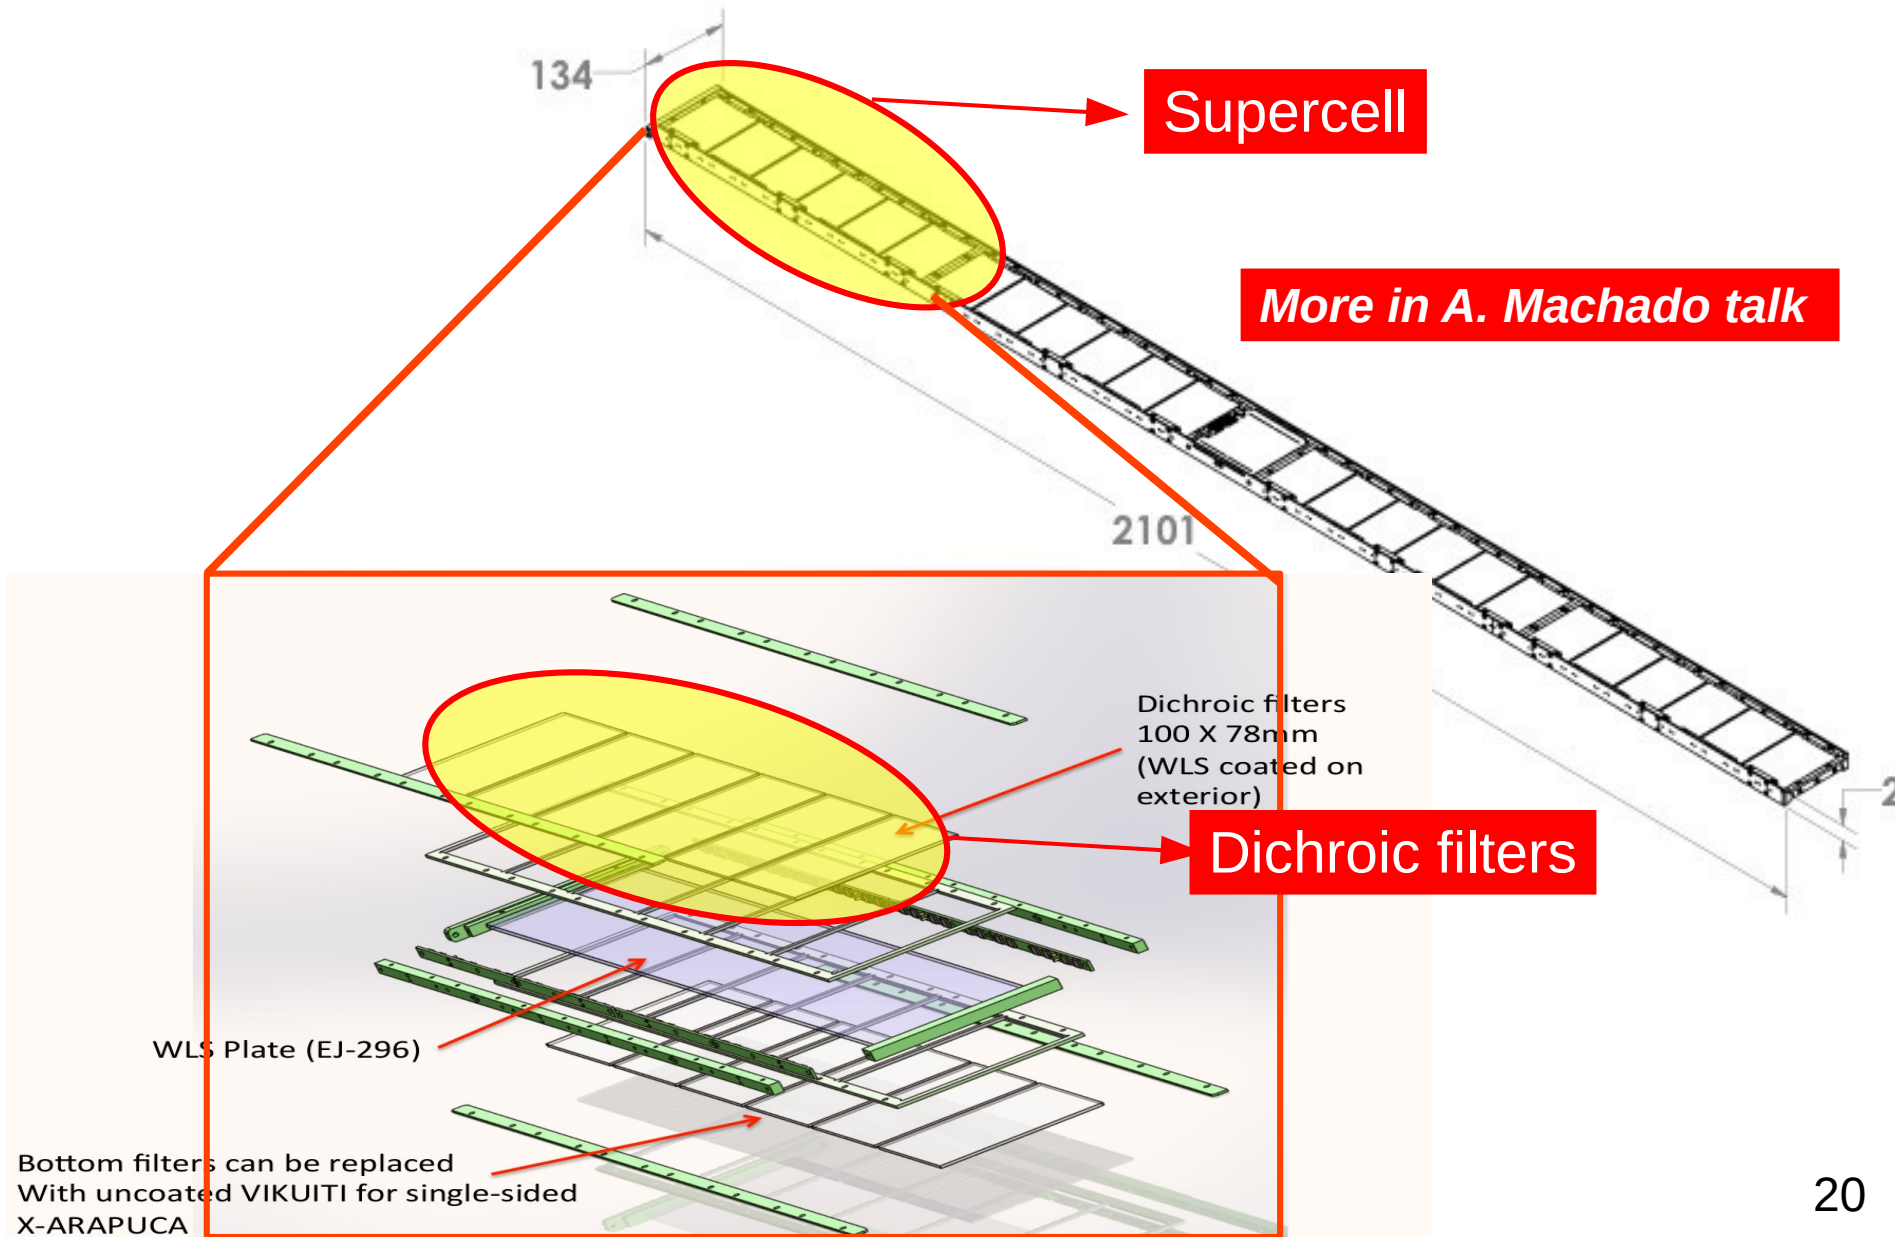 134
Supercell
More in A. Machado talk
2101
Dichroic filters
100 X 78mm
(WLS coated on
exterior)
2
Dichroic filters
WLS Plate (EJ-296)
Bottom filters can be replaced
With uncoated VIKUITI for single-sided
X-ARAPUCA
20